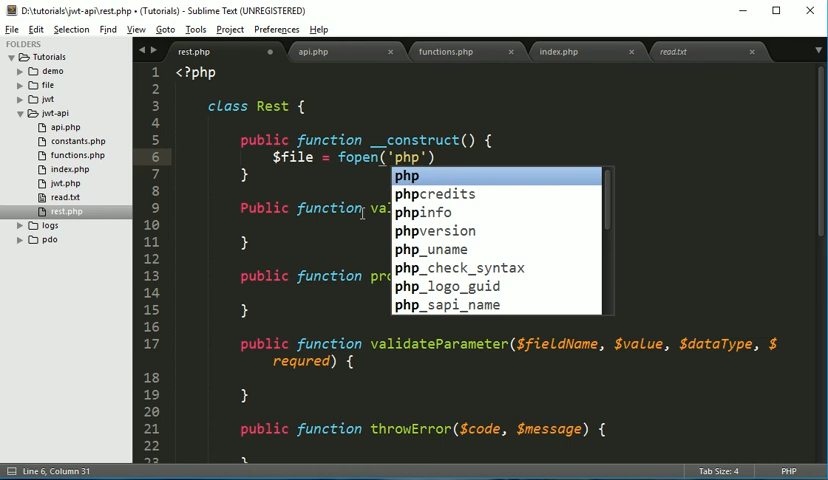 D:\tutorials\jwt-api\rest.php • (Tutorials) - Sublime Text (UNREGISTERED)
File Edit Selection Find View Goto Tools Project Preferences Help
FOLDERS
Tutorials
demo
file
jwt
jwt-api
api.php
constants.php
functions.php
index.php
jwt.php
read.txt
rest.php
logs
pdo
rest.php api.php functions.php index.php read.txt
1 <?php
2
3 class Rest {
4
5 public function __construct() {
6 $file = fopen('php')
7 }
8
9 Public function val
10
11 }
12
13 public function pro
14
15 }
16
17 public function validateParameter($fieldName, $value, $dataType, $
requred) {
18
19 }
20
21 public function throwError($code, $message) {
22
23 }
php
phpcredits
phpinfo
phpversion
php_uname
php_check_syntax
php_logo_guid
php_sapi_name
Line 6, Column 31 Tab Size: 4 PHP